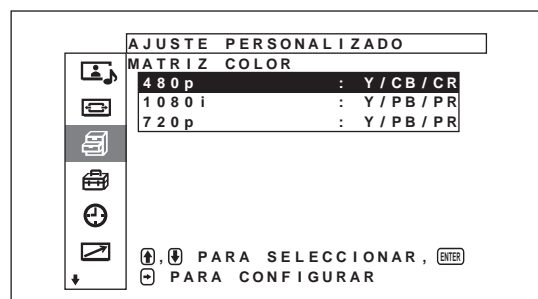 AJUSTE PERSONALIZADO
MATRIZ COLOR
480p : Y/CB/CR
1080i : Y/PB/PR
720p : Y/PB/PR
, PARA SELECCIONAR, ENTER
PARA CONFIGURAR